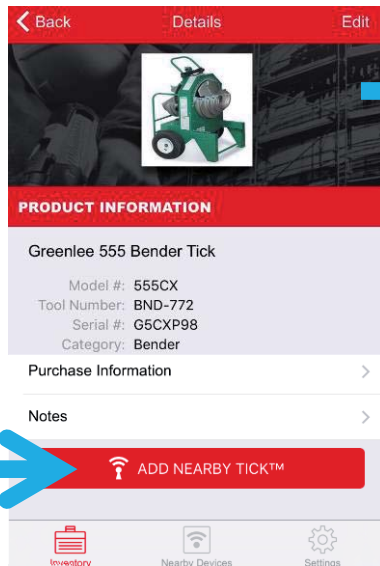 Back Details Edit
PRODUCT INFORMATION
Greenlee 555 Bender Tick
Model #: 555CX
Tool Number: BND-772
Serial #: G5CXP98
Category: Bender
Purchase Information
Notes
ADD NEARBY TICK™
Inventory Nearby Devices Settings